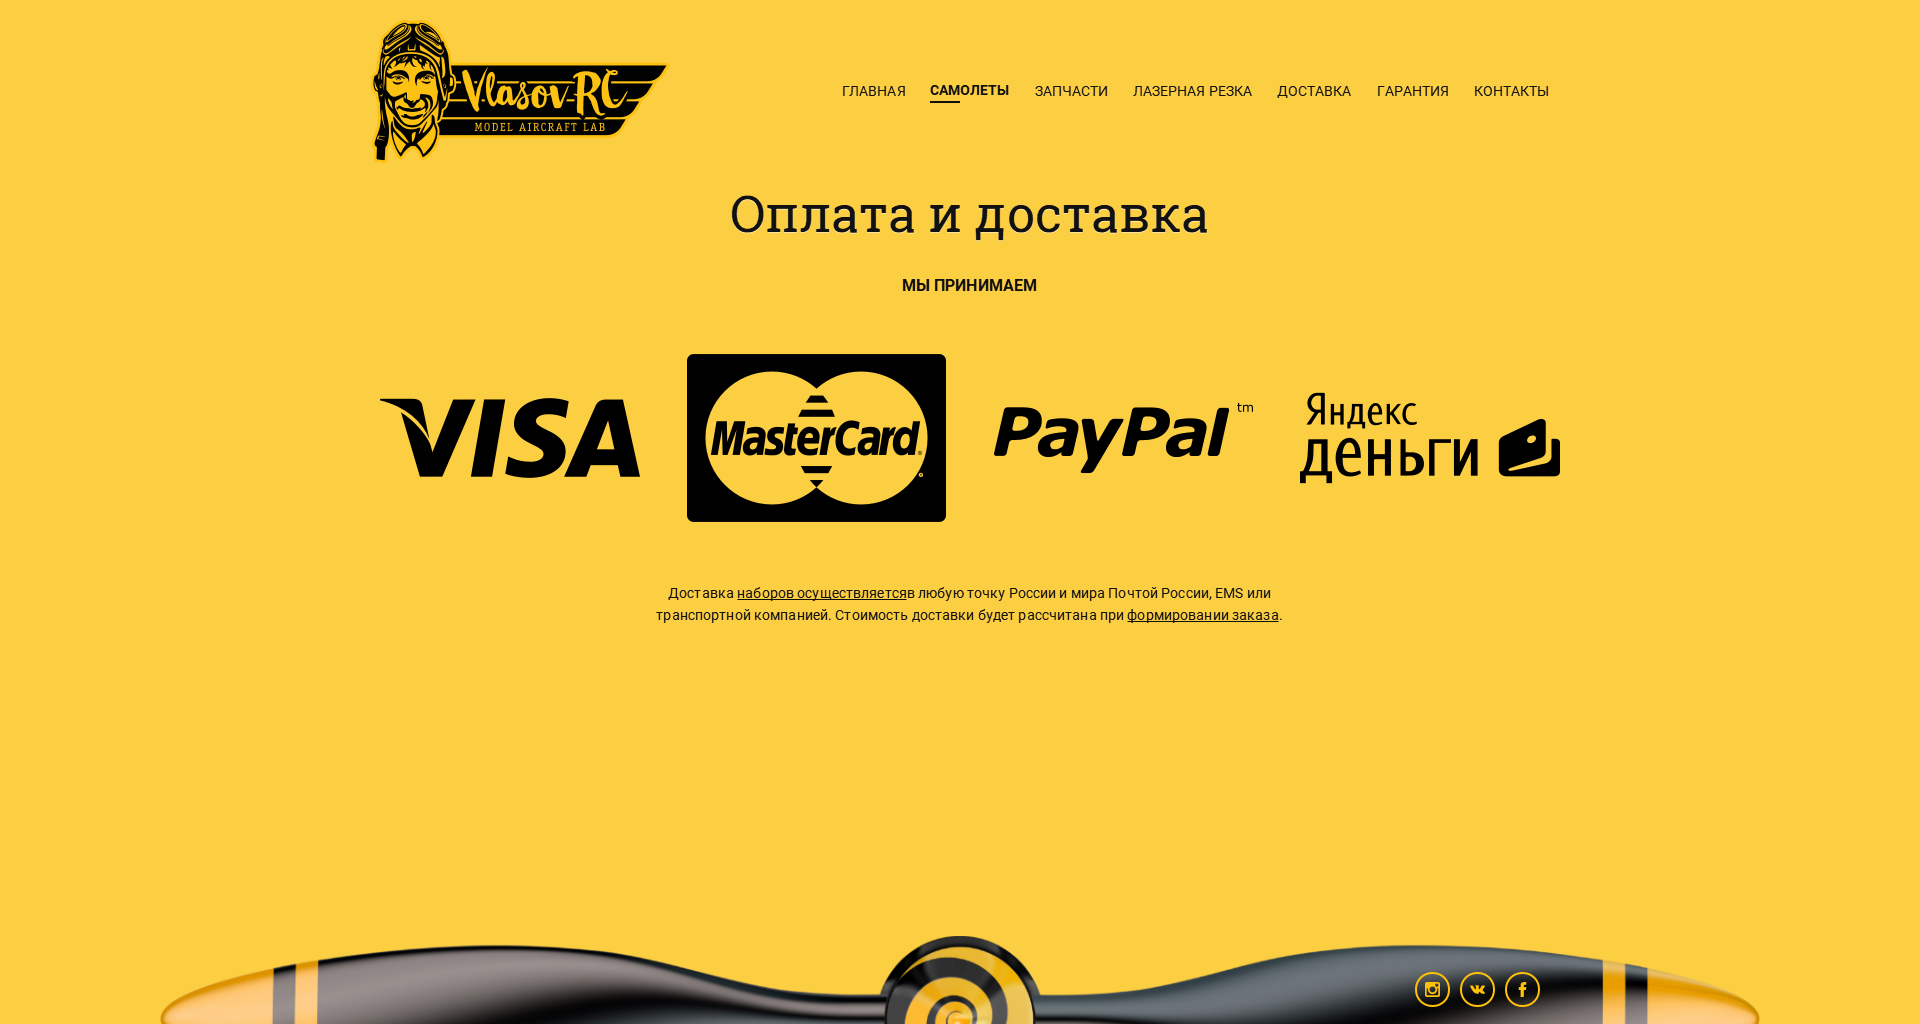 Vlasov RC
MODEL AIRCRAFT LAB
ГЛАВНАЯ САМОЛЕТЫ ЗАПЧАСТИ ЛАЗЕРНАЯ РЕЗКА ДОСТАВКА ГАРАНТИЯ КОНТАКТЫ
Оплата и доставка
МЫ ПРИНИМАЕМ
VISA
MasterCard
PayPal tm
Яндекс
деньги
Доставка наборов осуществляетсяв любую точку России и мира Почтой России, EMS или
транспортной компанией. Стоимость доставки будет рассчитана при формировании заказа.